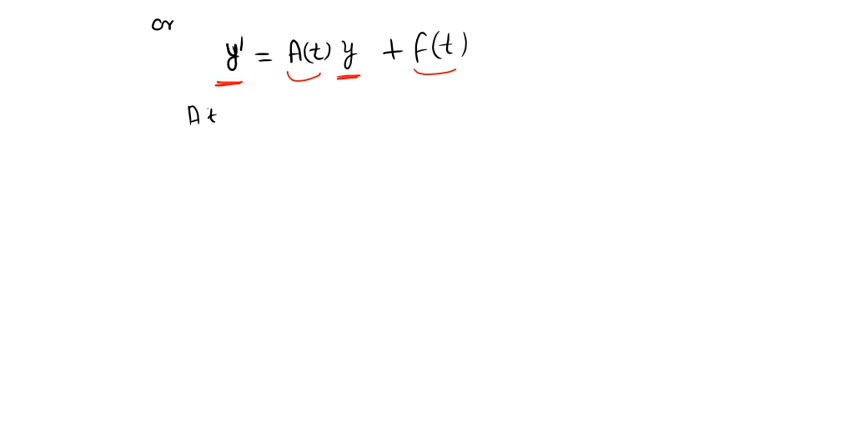 or
y' = A(t) y + f(t)
At